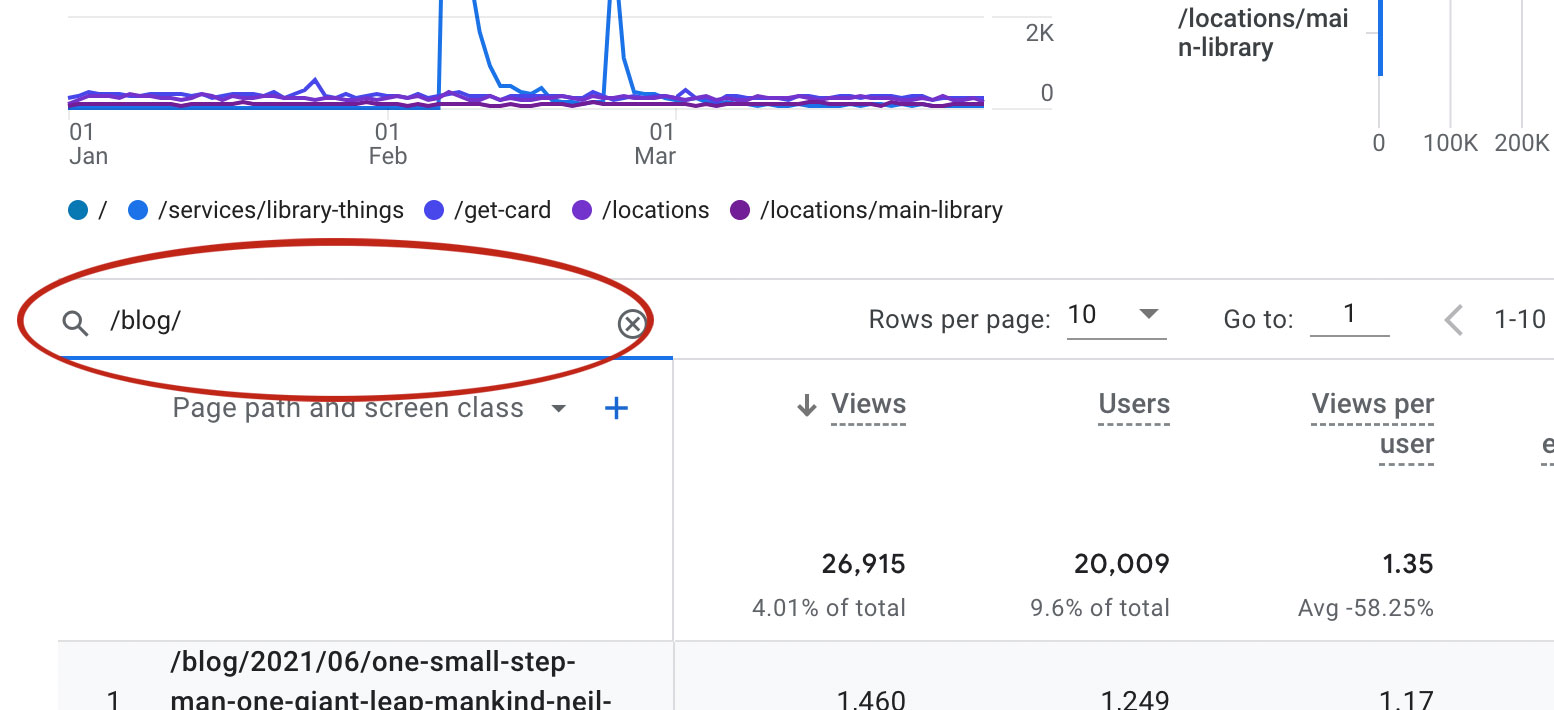 2K
0
01
Jan
01
Feb
01
Mar
/locations/mai
n-library
0 100K 200K
/ /services/library-things /get-card /locations /locations/main-library
/blog/
Rows per page: 10 Go to: 1 1-10
Page path and screen class
Views
Users
Views per
user
e
26,915 20,009 1.35
4.01% of total 9.6% of total Avg -58.25%
/blog/2021/06/one-small-step-
1 man-one-giant-leap-mankind-neil- 1,460 1,249 1.17